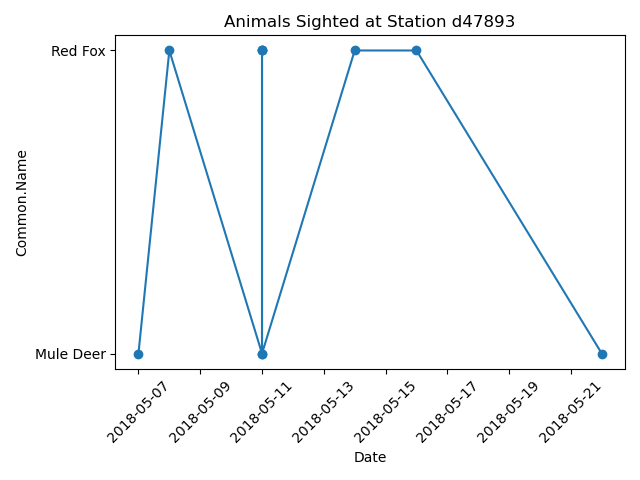 Animals Sighted at Station d47893
Common.Name
Red Fox
Mule Deer
2018-05-07
2018-05-09
2018-05-11
2018-05-13
2018-05-15
2018-05-17
2018-05-19
2018-05-21
Date